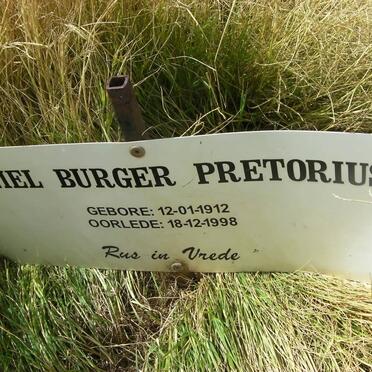 BURGER PRETORIUS
GEBORE: 12-01-1912
OORLEDE: 18-12-1998
Rus in Vrede